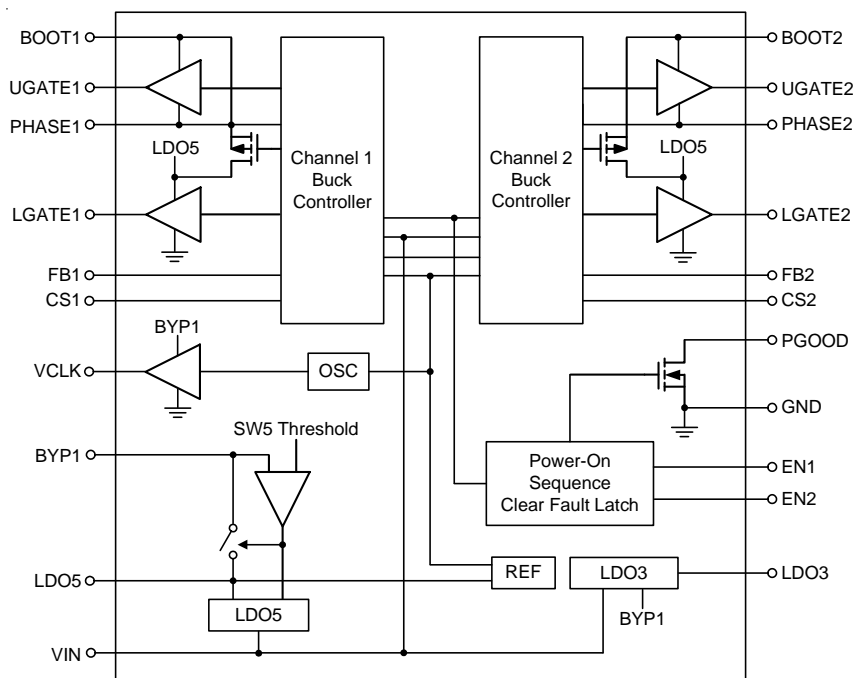 BOOT1
UGATE1
PHASE1
LDO5
LGATE1
FB1
CS1
BYP1
VCLK
OSC
SW5 Threshold
BYP1
LDO5
LDO5
VIN
Channel 1
Buck
Controller
Channel 2
Buck
Controller
BOOT2
UGATE2
PHASE2
LDO5
LGATE2
FB2
CS2
PGOOD
GND
Power-On
Sequence
Clear Fault Latch
EN1
EN2
REF
LDO3
LDO3
BYP1